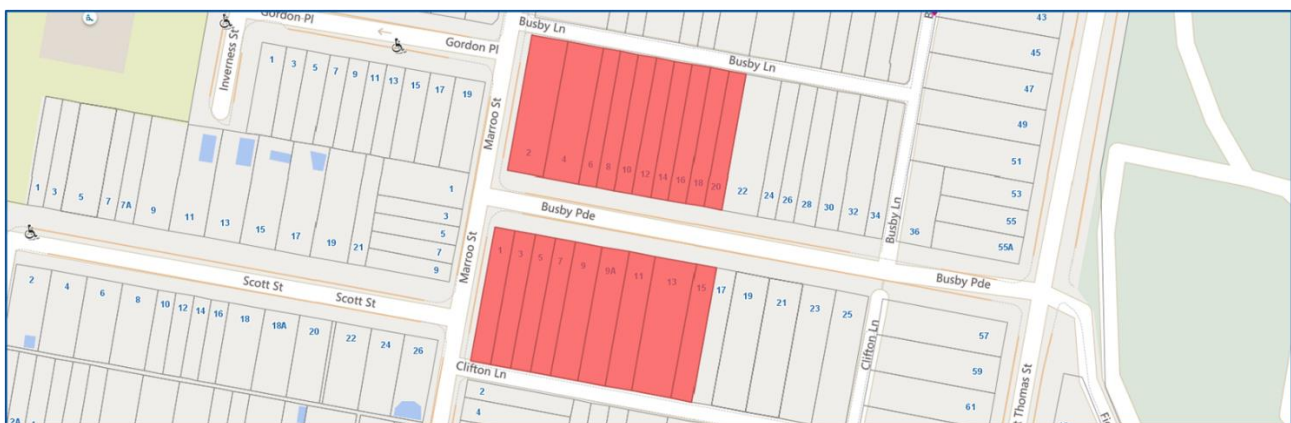 Gordon Pl
Gordon Pl
Inverness St
1 3 5 7 9 11 13 15 17 19
Busby Ln
Busby Ln
43
45
47
49
51
53
55
55A
Marroo St
2 4 6 8 10 12 14 16 18 20 22 24 26 28 30 32 34
Busby Ln
36
1 3 5 7 7A 9 11 13 15 17 19 21
1
3
5
7
9
Busby Pde
Busby Pde
Marroo St
1 3 5 7 9 9A 11 13 15 17 19 21 23 25
Scott St
Scott St
2 4 6 8 10 12 14 16 18 18A 20 22 24 26
Clifton Ln
Clifton Ln
57
59
61
2
4
2A
Thomas St